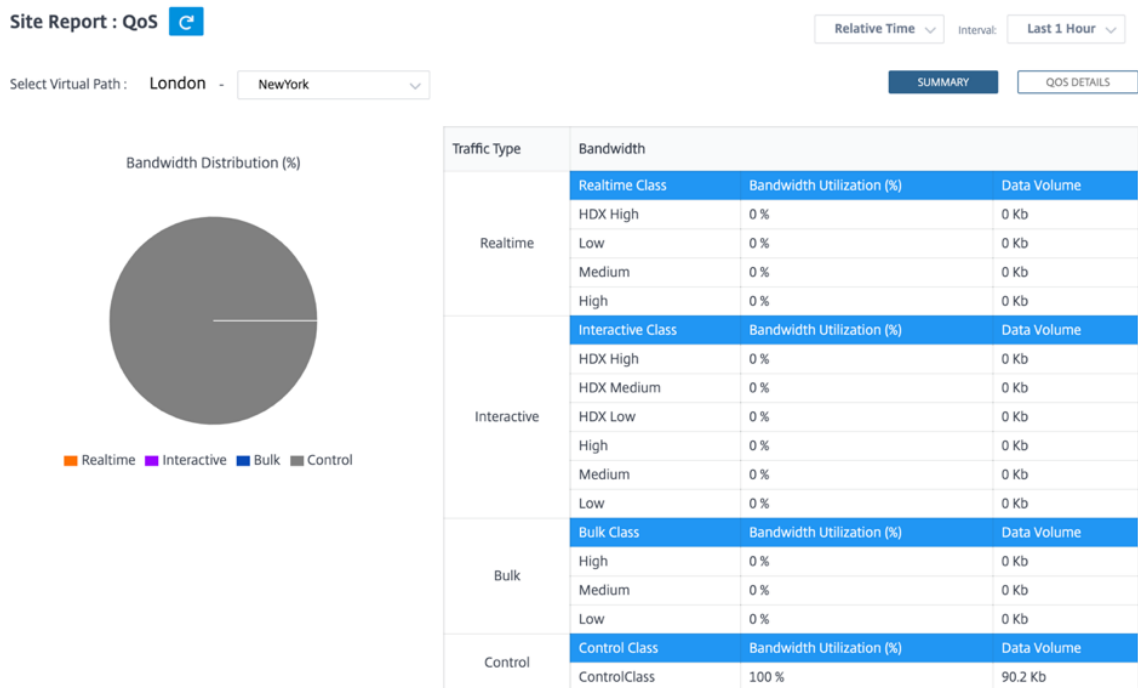 Site Report : QoS
Relative Time Interval: Last 1 Hour
Select Virtual Path : London - NewYork
SUMMARY QOS DETAILS
Bandwidth Distribution (%)
Realtime Interactive Bulk Control
Traffic Type Bandwidth
Realtime
Realtime Class Bandwidth Utilization (%) Data Volume
HDX High 0 % 0 Kb
Low 0 % 0 Kb
Medium 0 % 0 Kb
High 0 % 0 Kb
Interactive
Interactive Class Bandwidth Utilization (%) Data Volume
HDX High 0 % 0 Kb
HDX Medium 0 % 0 Kb
HDX Low 0 % 0 Kb
High 0 % 0 Kb
Medium 0 % 0 Kb
Low 0 % 0 Kb
Bulk
Bulk Class Bandwidth Utilization (%) Data Volume
High 0 % 0 Kb
Medium 0 % 0 Kb
Low 0 % 0 Kb
Control
Control Class Bandwidth Utilization (%) Data Volume
ControlClass 100 % 90.2 Kb